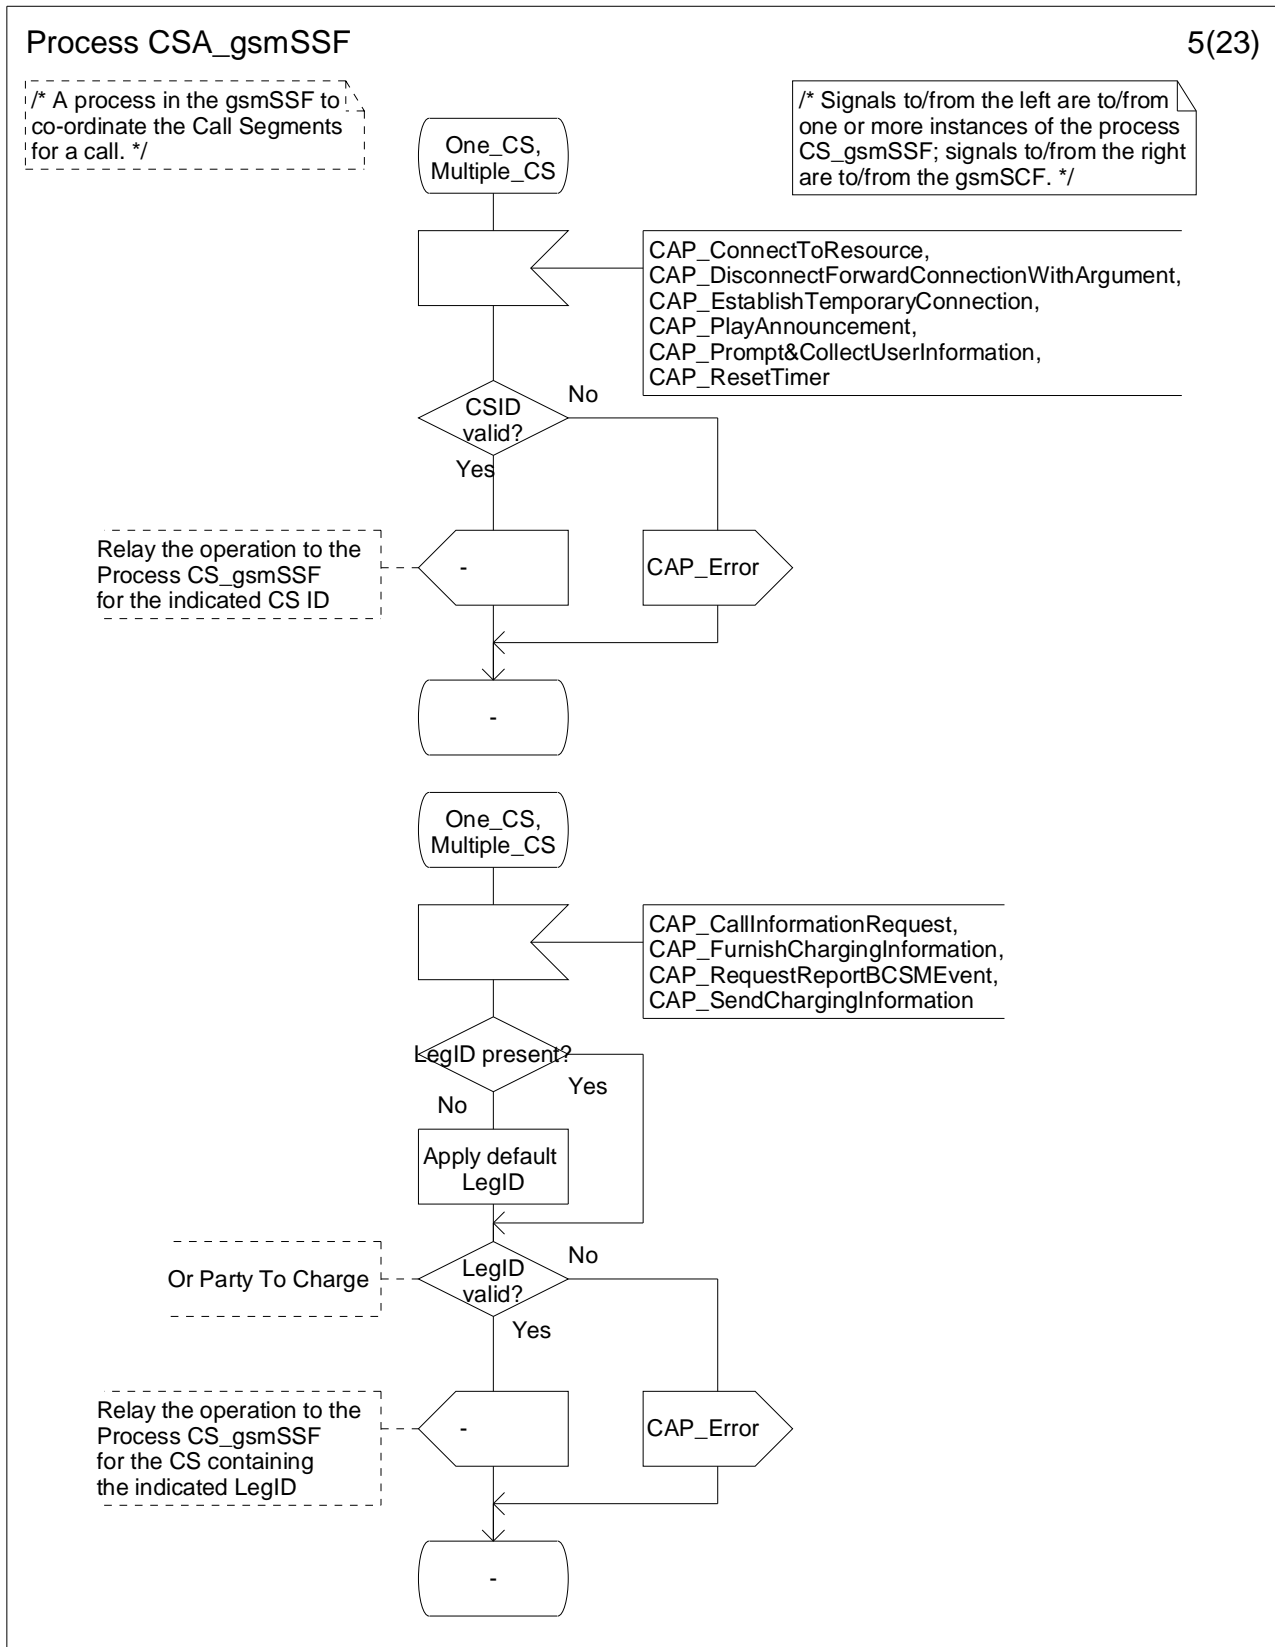 Process CSA_gsmSSF
5(23)
/* A process in the gsmSSF to
co-ordinate the Call Segments
for a call. */
/* Signals to/from the left are to/from
one or more instances of the process
CS_gsmSSF; signals to/from the right
are to/from the gsmSCF. */
One_CS,
Multiple_CS
CAP_ConnectToResource,
CAP_DisconnectForwardConnectionWithArgument,
CAP_EstablishTemporaryConnection,
CAP_PlayAnnouncement,
CAP_Prompt&CollectUserInformation,
CAP_ResetTimer
CSID
valid?
No
Yes
Relay the operation to the
Process CS_gsmSSF
for the indicated CS ID
-
CAP_Error
-
One_CS,
Multiple_CS
CAP_CallInformationRequest,
CAP_FurnishChargingInformation,
CAP_RequestReportBCSMEvent,
CAP_SendChargingInformation
LegID present?
Yes
No
Apply default
LegID
Or Party To Charge
LegID
valid?
No
Yes
Relay the operation to the
Process CS_gsmSSF
for the CS containing
the indicated LegID
-
CAP_Error
-